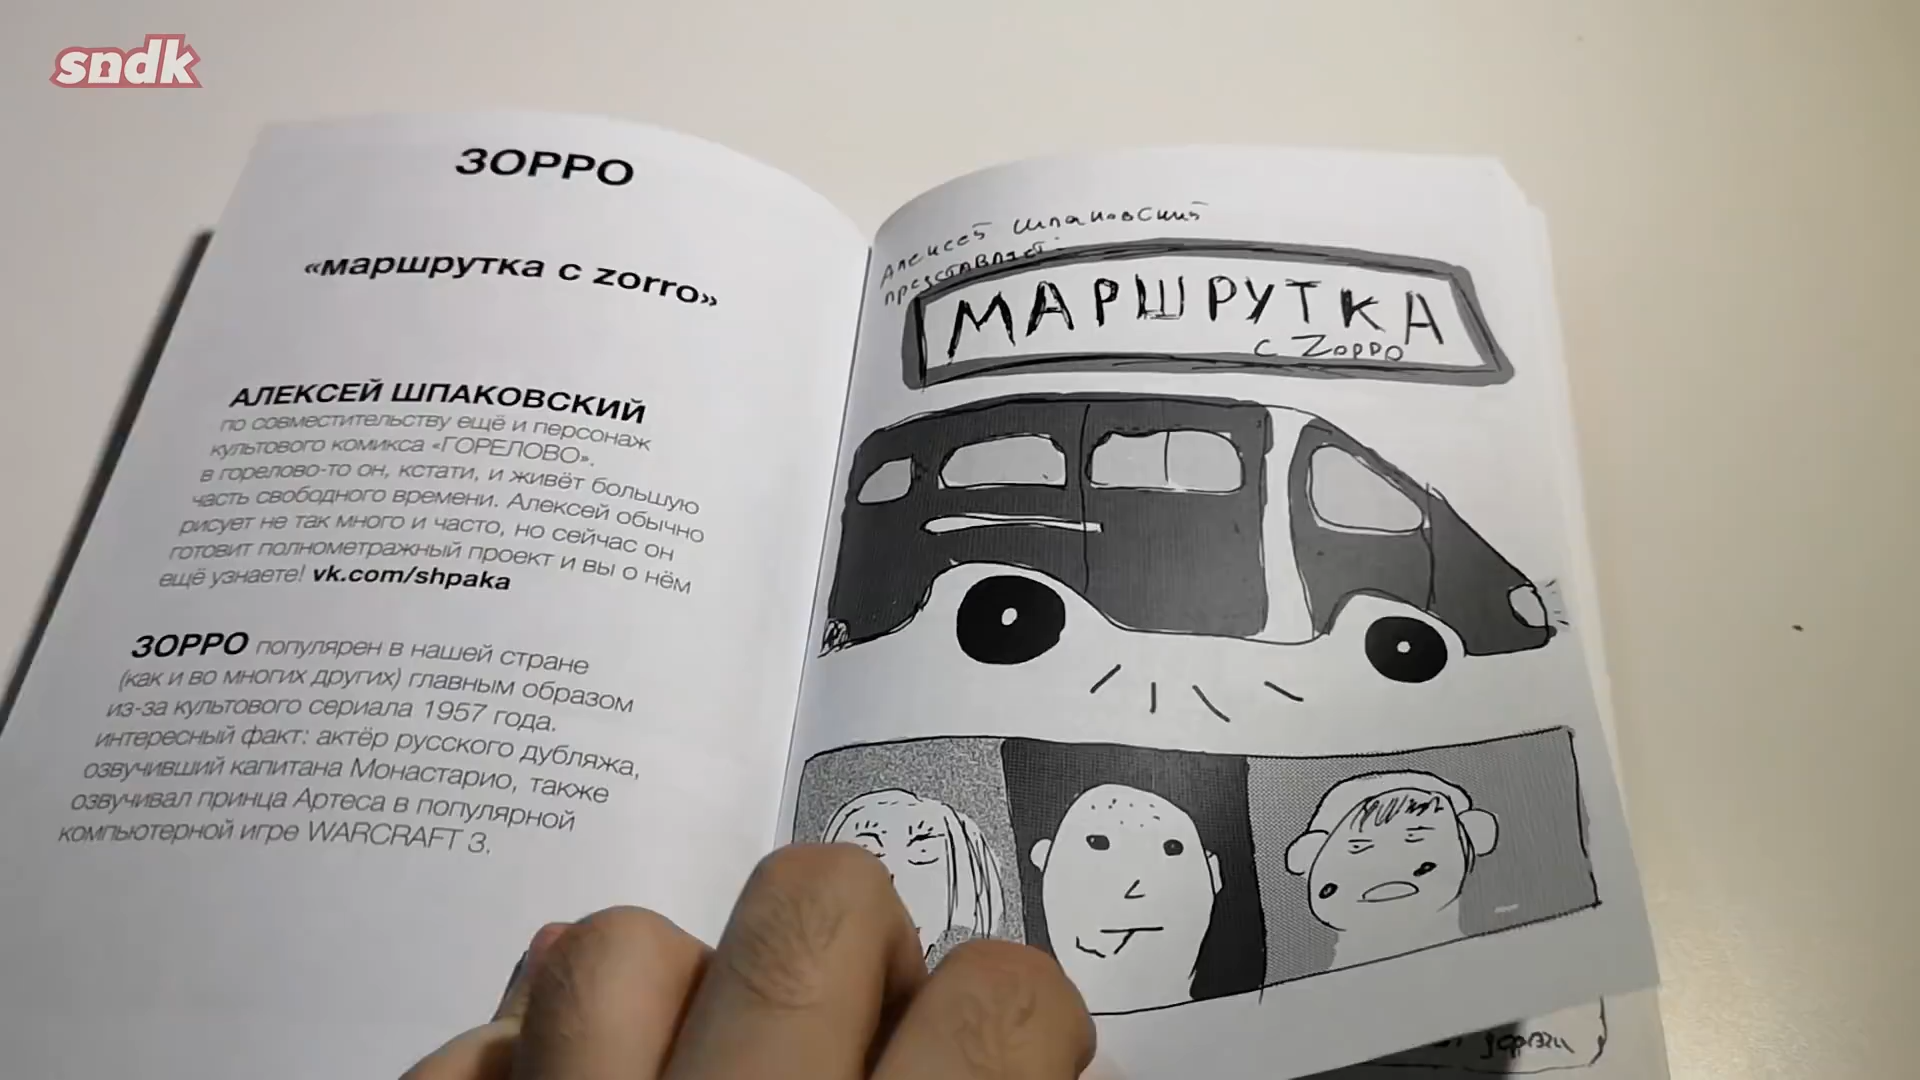 sndk
ЗОРРО
«маршрутка с zorro»
АЛЕКСЕЙ ШПАКОВСКИЙ
по совместительству ещё и персонаж
культового комикса «ГОРЕЛОВО».
в горелово-то он, кстати, и живёт большую
часть свободного времени. Алексей обычно
рисует не так много и часто, но сейчас он
готовит полнометражный проект и вы о нём
ещё узнаете! vk.com/shpaka
ЗОРРО популярен в нашей стране
(как и во многих других) главным образом
из-за культового сериала 1957 года.
интересный факт: актёр русского дубляжа,
озвучивший капитана Монастарио, также
озвучивал принца Артеса в популярной
компьютерной игре WARCRAFT 3.
Алексей Шпаковский
представляет:
МАРШРУТКА
с Zорро